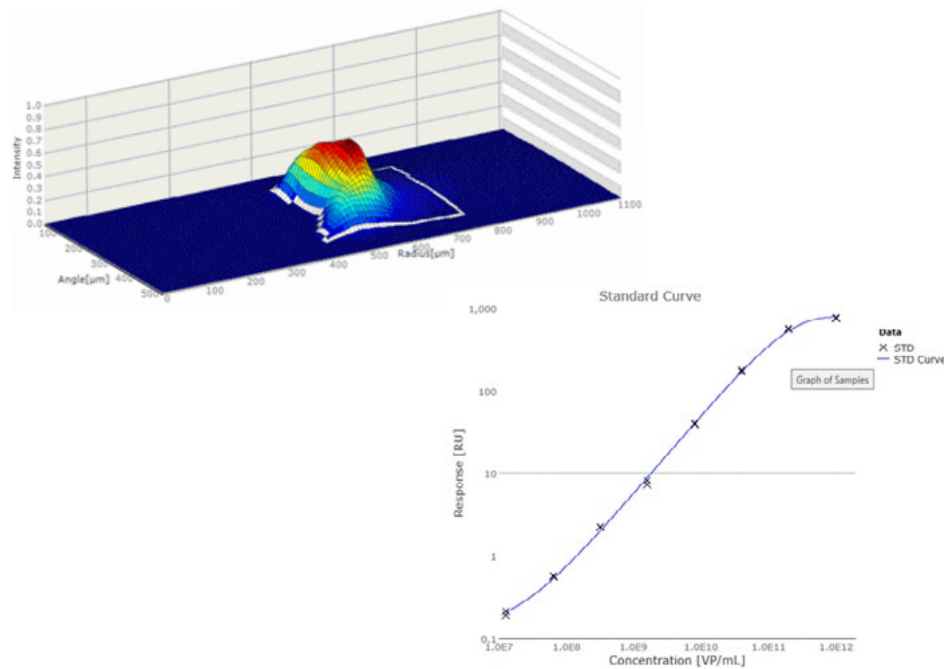 1.0
0.9
0.8
0.7
0.6
0.5
0.4
0.3
0.2
0.1
0.0
Intensity
100
200
300
400
500
Angle[µm]
0
100
200
300
400
500
600
700
800
900
1000
1100
Radius[µm]
Standard Curve
1,000
100
10
1
0.1
Response [RU]
1.0E7
1.0E8
1.0E9
1.0E10
1.0E11
1.0E12
Concentration [VP/mL]
Data
STD
STD Curve
Graph of Samples